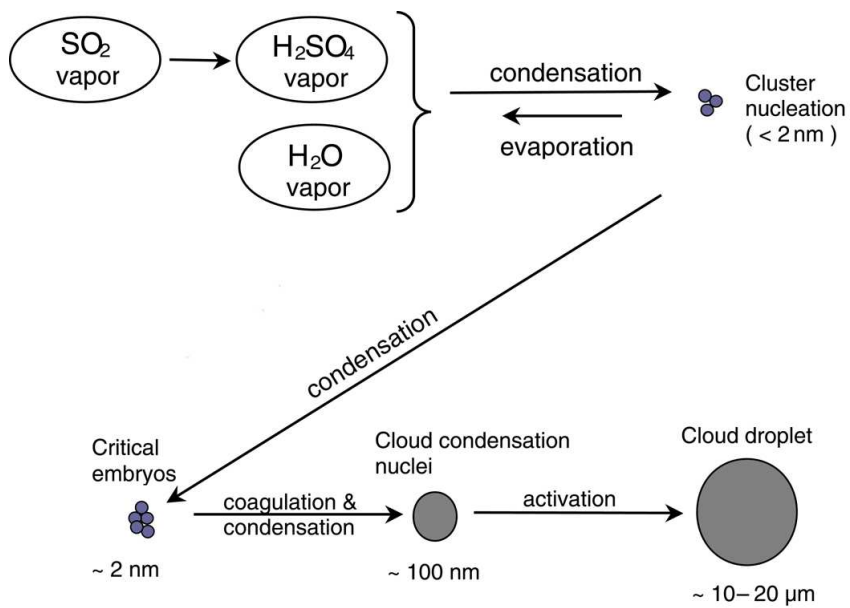 SO₂
vapor
H₂SO₄
vapor
H₂O
vapor
condensation
evaporation
Cluster
nucleation
( < 2 nm )
condensation
Critical
embryos
~ 2 nm
coagulation &
condensation
Cloud condensation
nuclei
~ 100 nm
activation
Cloud droplet
~ 10– 20 µm